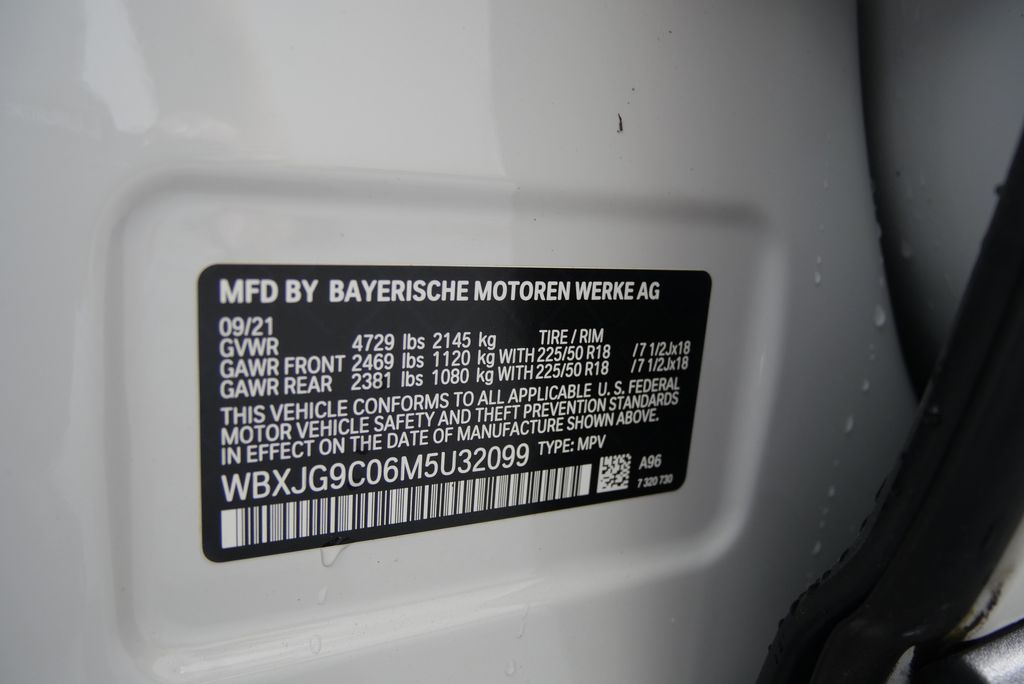 MFD BY BAYERISCHE MOTOREN WERKE AG
09/21
GVWR 4729 lbs 2145 kg TIRE / RIM
GAWR FRONT 2469 lbs 1120 kg WITH 225/50 R18 /7 1/2Jx18
GAWR REAR 2381 lbs 1080 kg WITH 225/50 R18 /7 1/2Jx18
THIS VEHICLE CONFORMS TO ALL APPLICABLE U.S. FEDERAL
MOTOR VEHICLE SAFETY AND THEFT PREVENTION STANDARDS
IN EFFECT ON THE DATE OF MANUFACTURE SHOWN ABOVE.
WBXJG9C06M5U32099 TYPE: MPV
A96
7 320 730